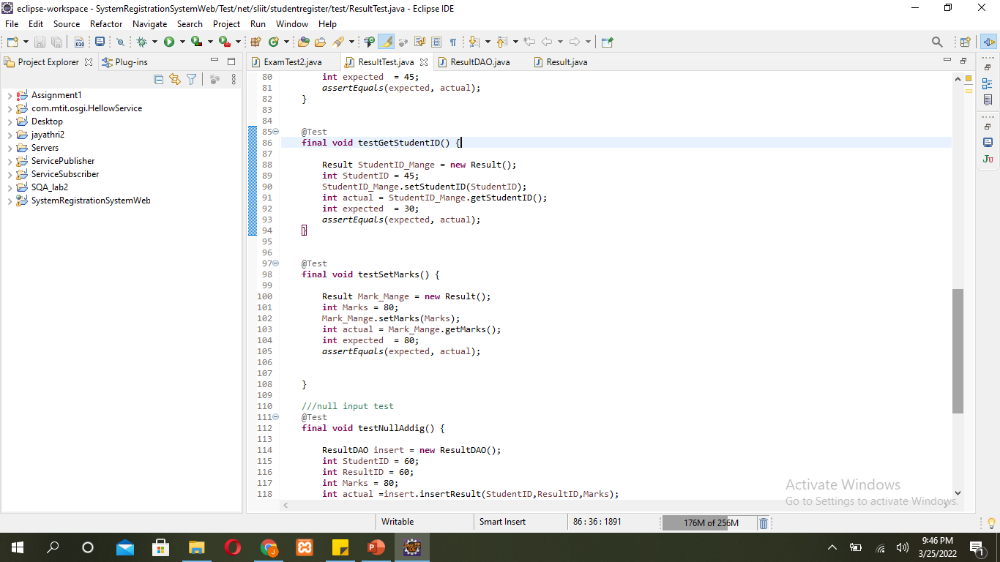 eclipse-workspace - SystemRegistrationSystemWeb/Test/net/sliit/studentregister/test/ResultTest.java - Eclipse IDE
File Edit Source Refactor Navigate Search Project Run Window Help
Project Explorer Plug-ins
Assignment1
com.mtit.osgi.HellowService
Desktop
jayathri2
Servers
ServicePublisher
ServiceSubscriber
SQA_lab2
SystemRegistrationSystemWeb
ExamTest2.java ResultTest.java ResultDAO.java Result.java
80 int expected  = 45;
81 assertEquals(expected, actual);
82 }
83
84
85 @Test
86 final void testGetStudentID() {
87
88 Result StudentID_Mange = new Result();
89 int StudentID = 45;
90 StudentID_Mange.setStudentID(StudentID);
91 int actual = StudentID_Mange.getStudentID();
92 int expected  = 30;
93 assertEquals(expected, actual);
94 }
95
96
97 @Test
98 final void testSetMarks() {
99
100 Result Mark_Mange = new Result();
101 int Marks = 80;
102 Mark_Mange.setMarks(Marks);
103 int actual = Mark_Mange.getMarks();
104 int expected  = 80;
105 assertEquals(expected, actual);
106
107
108 }
109
110 ///null input test
111 @Test
112 final void testNullAddig() {
113
114 ResultDAO insert = new ResultDAO();
115 int StudentID = 60;
116 int ResultID = 60;
117 int Marks = 80;
118 int actual =insert.insertResult(StudentID,ResultID,Marks);
Ju
Activate Windows
Go to Settings to activate Windows.
Writable Smart Insert 86 : 36 : 1891 176M of 256M
9:46 PM
3/25/2022
1